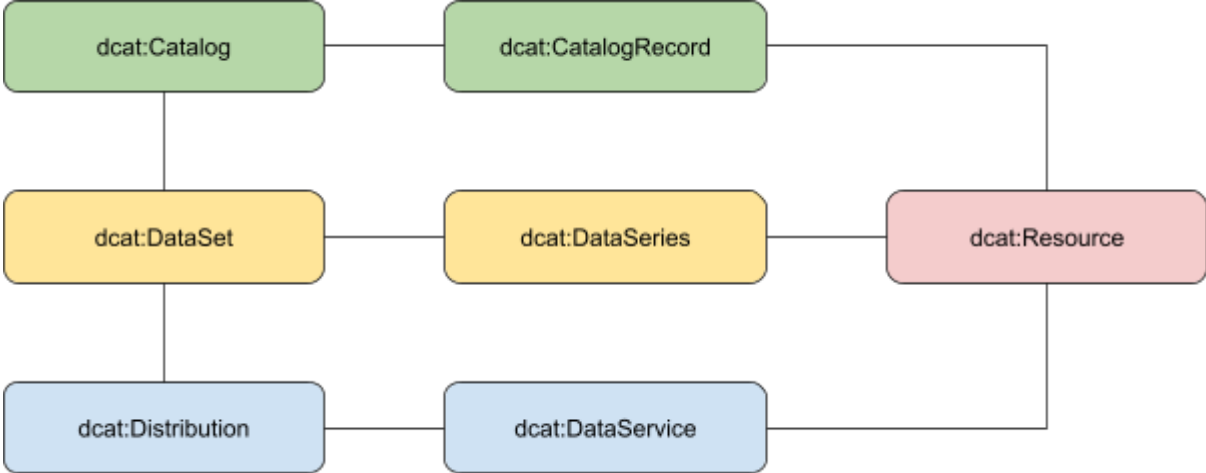 dcat:Catalog
dcat:CatalogRecord
dcat:DataSet
dcat:DataSeries
dcat:Resource
dcat:Distribution
dcat:DataService